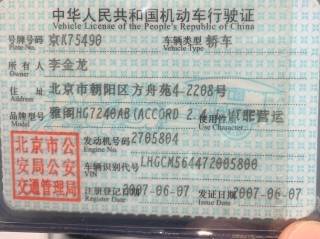 中华人民共和国机动车行驶证
Vehicle License of the People's Republic of China
号牌号码 京K75490 车辆类型 轿车
Plate No. Vehicle Type
所有人 李金龙
Owner
住址 北京市朝阳区方舟苑4-2208号
Address
品牌型号 雅阁HG7240AB(ACCORD 2.4 使用性质 非营运
Model Use Character
北京市公安局公安交通管理局
发动机号码 2705804
Engine No.
车辆识别代号 LHGCM564472005800
VIN
注册登记日期 2007-06-07 发证日期 2007-06-07
Register Date Issue Date